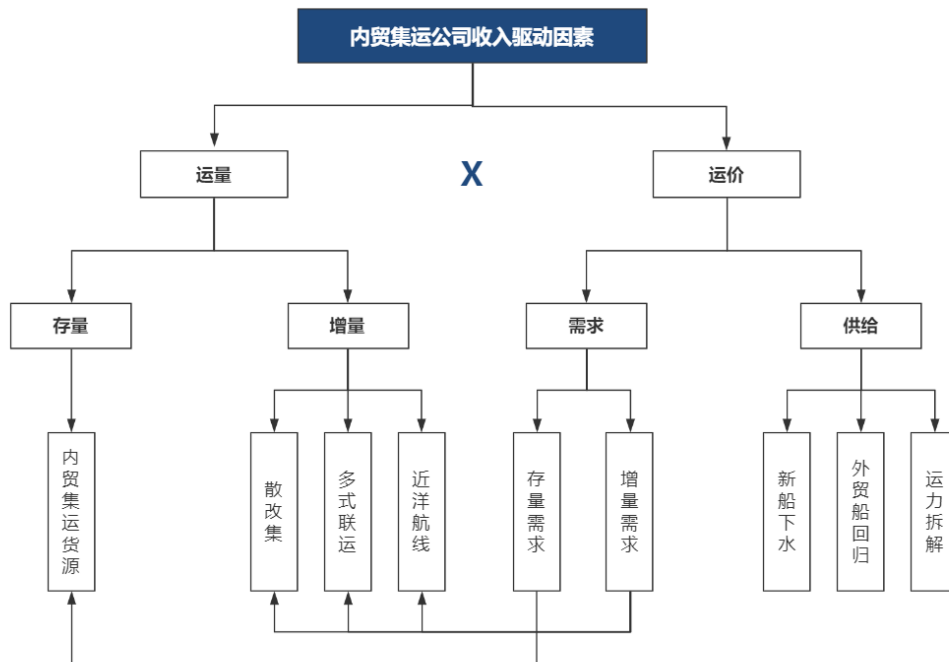 内贸集运公司收入驱动因素
运量
X
运价
存量
增量
需求
供给
内贸集运货源
散改集
多式联运
近洋航线
存量需求
增量需求
新船下水
外贸船回归
运力拆解